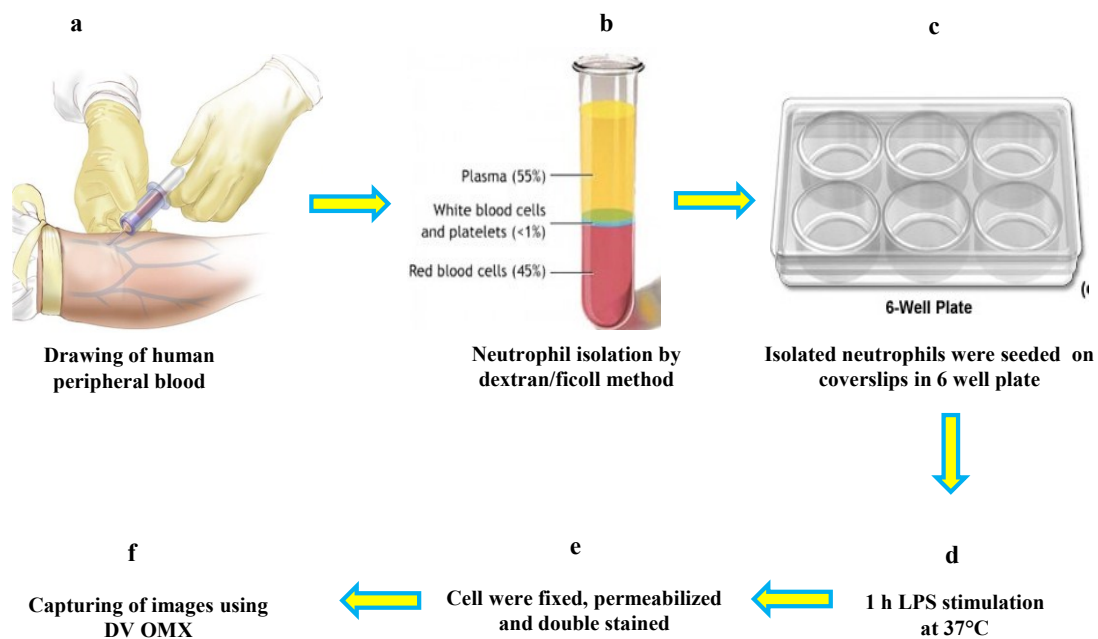 a
b
c
Plasma (55%)
White blood cells
and platelets (<1%)
Red blood cells (45%)
6-Well Plate
(
Drawing of human
peripheral blood
Neutrophil isolation by
dextran/ficoll method
Isolated neutrophils were seeded on
coverslips in 6 well plate
f
e
d
Capturing of images using
DV OMX
Cell were fixed, permeabilized
and double stained
1 h LPS stimulation
at 37°C